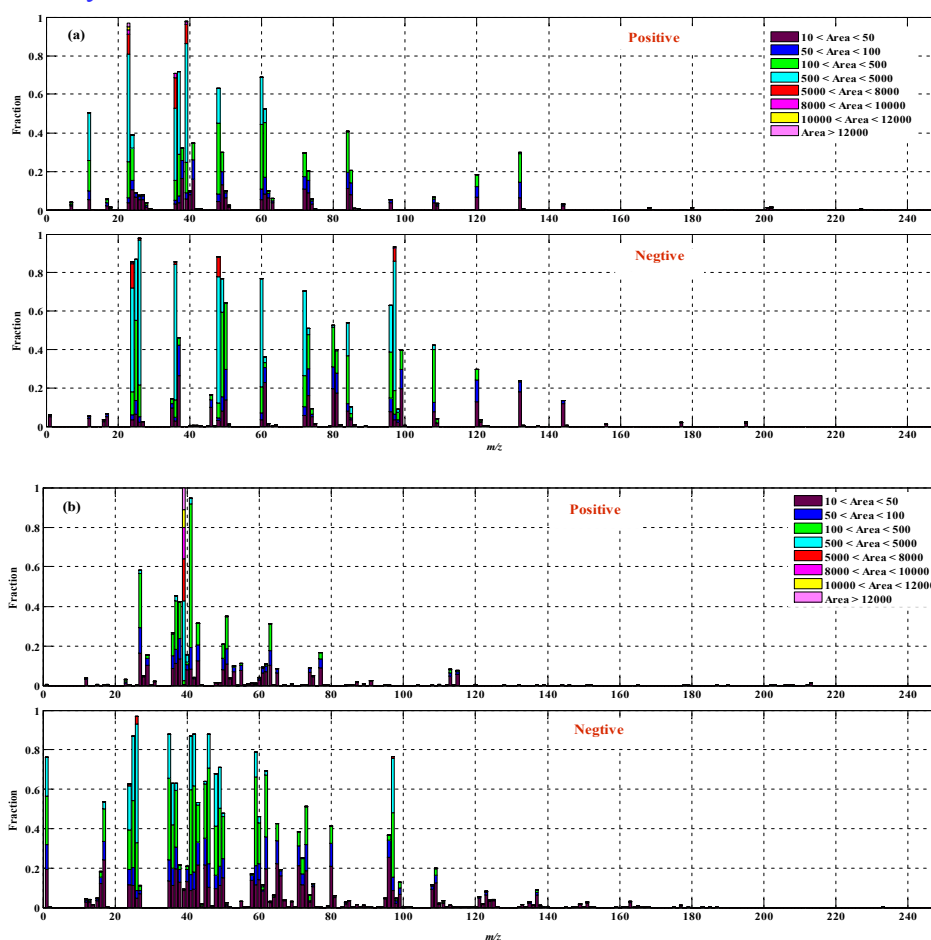 (a)
Positive
10 < Area < 50
50 < Area < 100
100 < Area < 500
500 < Area < 5000
5000 < Area < 8000
8000 < Area < 10000
10000 < Area < 12000
Area > 12000
Fraction
1
0.8
0.6
0.4
0.2
0
0 20 40 60 80 100 120 140 160 180 200 220 240
Negtive
Fraction
1
0.8
0.6
0.4
0.2
0
0 20 40 60 80 100 120 140 160 180 200 220 240
m/z
(b)
Positive
10 < Area < 50
50 < Area < 100
100 < Area < 500
500 < Area < 5000
5000 < Area < 8000
8000 < Area < 10000
10000 < Area < 12000
Area > 12000
Fraction
1
0.8
0.6
0.4
0.2
0
0 20 40 60 80 100 120 140 160 180 200 220 240
Negtive
Fraction
1
0.8
0.6
0.4
0.2
0
0 20 40 60 80 100 120 140 160 180 200 220 240
m/z